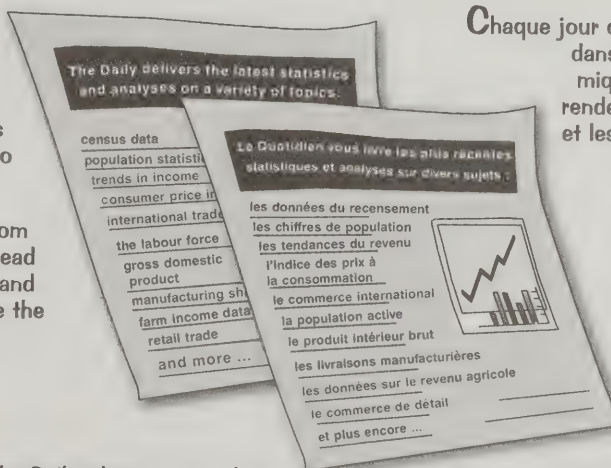 The Daily delivers the latest statistics
and analyses on a variety of topics:
census data
population statisti
trends in income
consumer price in
international trade
the labour force
gross domestic
product
manufacturing sh
farm income data
retail trade
and more ...
Le Quotidien vous livre les plus récentes
statistiques et analyses sur divers sujets :
les données du recensement
les chiffres de population
les tendances du revenu
l'Indice des prix à
la consommation
le commerce international
la population active
le produit intérieur brut
les livraisons manufacturières
les données sur le revenu agricole
le commerce de détail
et plus encore ...
Chaque jour
dans
miq
rende
et les
s
o
om
ead
and
e the